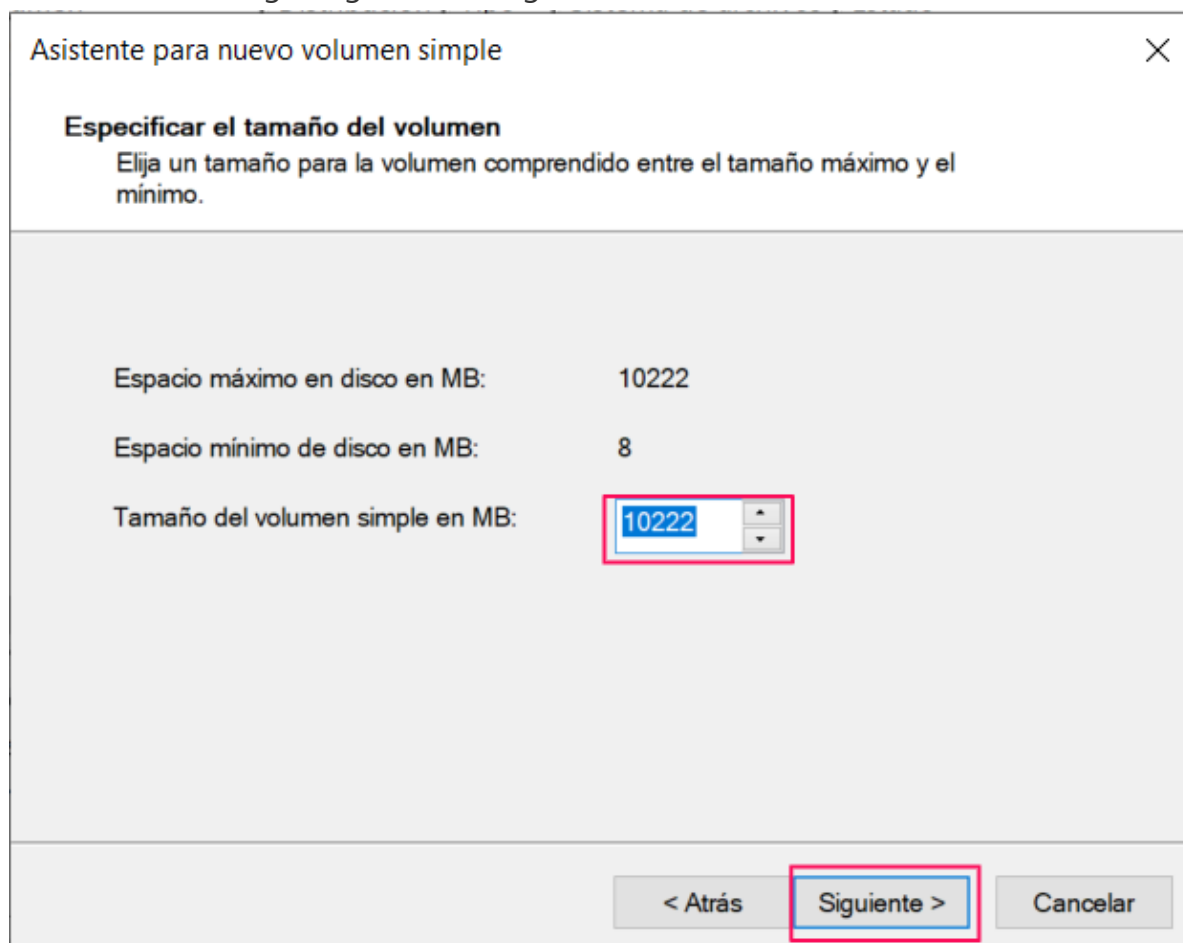 Asistente para nuevo volumen simple
Especificar el tamaño del volumen
Elija un tamaño para la volumen comprendido entre el tamaño máximo y el
mínimo.
Espacio máximo en disco en MB: 10222
Espacio mínimo de disco en MB: 8
Tamaño del volumen simple en MB: 10222
< Atrás Siguiente > Cancelar